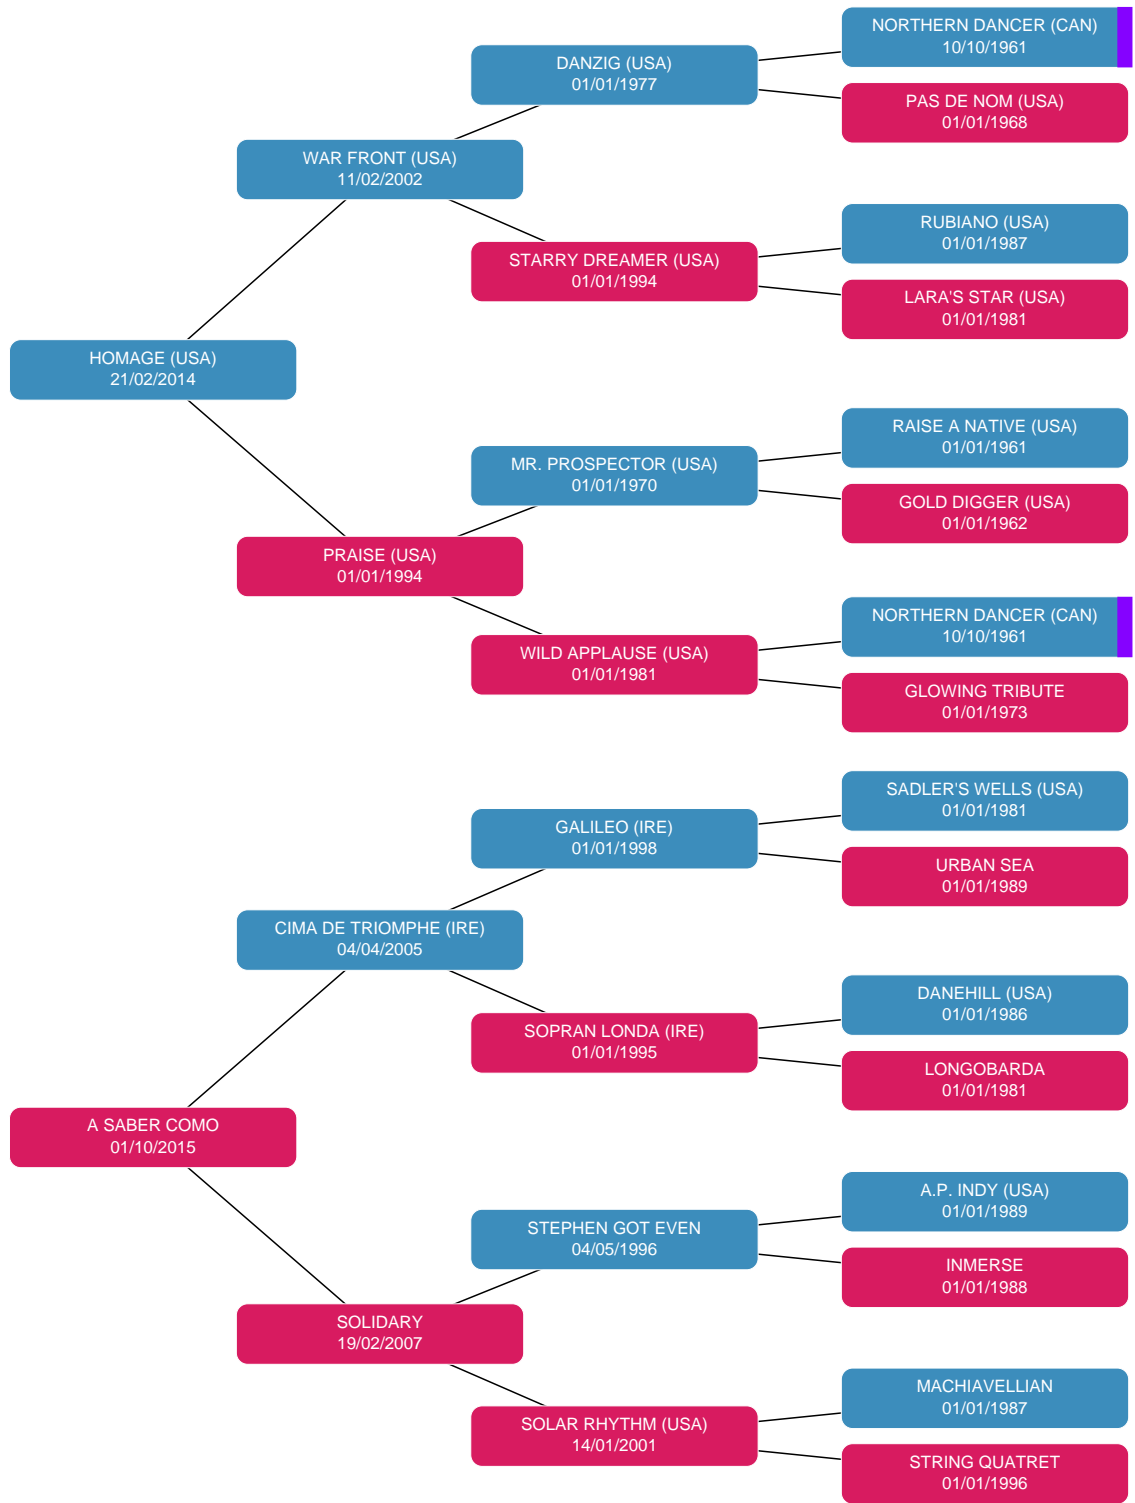 NORTHERN DANCER (CAN)
10/10/1961
DANZIG (USA)
01/01/1977
PAS DE NOM (USA)
01/01/1968
WAR FRONT (USA)
11/02/2002
RUBIANO (USA)
01/01/1987
STARRY DREAMER (USA)
01/01/1994
LARA'S STAR (USA)
01/01/1981
HOMAGE (USA)
21/02/2014
RAISE A NATIVE (USA)
01/01/1961
MR. PROSPECTOR (USA)
01/01/1970
GOLD DIGGER (USA)
01/01/1962
PRAISE (USA)
01/01/1994
NORTHERN DANCER (CAN)
10/10/1961
WILD APPLAUSE (USA)
01/01/1981
GLOWING TRIBUTE
01/01/1973
SADLER'S WELLS (USA)
01/01/1981
GALILEO (IRE)
01/01/1998
URBAN SEA
01/01/1989
CIMA DE TRIOMPHE (IRE)
04/04/2005
DANEHILL (USA)
01/01/1986
SOPRAN LONDA (IRE)
01/01/1995
LONGOBARDA
01/01/1981
A SABER COMO
01/10/2015
A.P. INDY (USA)
01/01/1989
STEPHEN GOT EVEN
04/05/1996
INMERSE
01/01/1988
SOLIDARY
19/02/2007
MACHIAVELLIAN
01/01/1987
SOLAR RHYTHM (USA)
14/01/2001
STRING QUATRET
01/01/1996